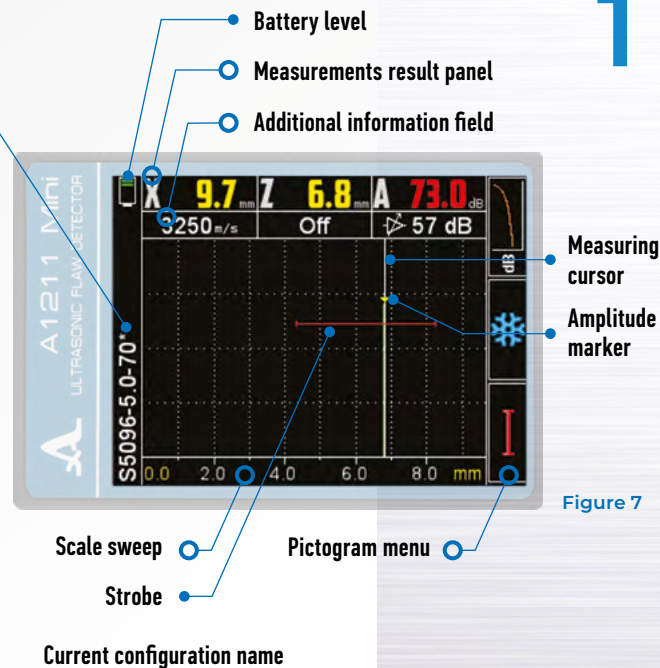 Battery level
1
Measurements result panel
Additional information field
A1211 Mini
ULTRASONIC FLAW DETECTOR
X 9.7 mm Z 6.8 mm A 73.0 dB
3250 m/s Off 57 dB
dB
S5096-5.0-70*
Measuring
cursor
Amplitude
marker
0.0 2.0 4.0 6.0 8.0 mm
Figure 7
Scale sweep
Pictogram menu
Strobe
Current configuration name